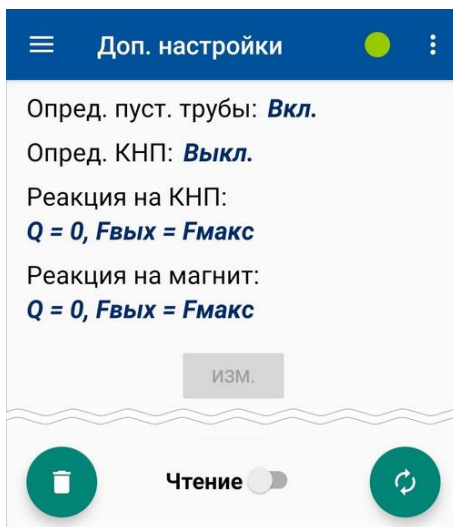 Доп. настройки
Опред. пуст. трубы: Вкл.
Опред. КНП: Выкл.
Реакция на КНП:
Q = 0, Fвых = Fмакс
Реакция на магнит:
Q = 0, Fвых = Fмакс
изм.
Чтение